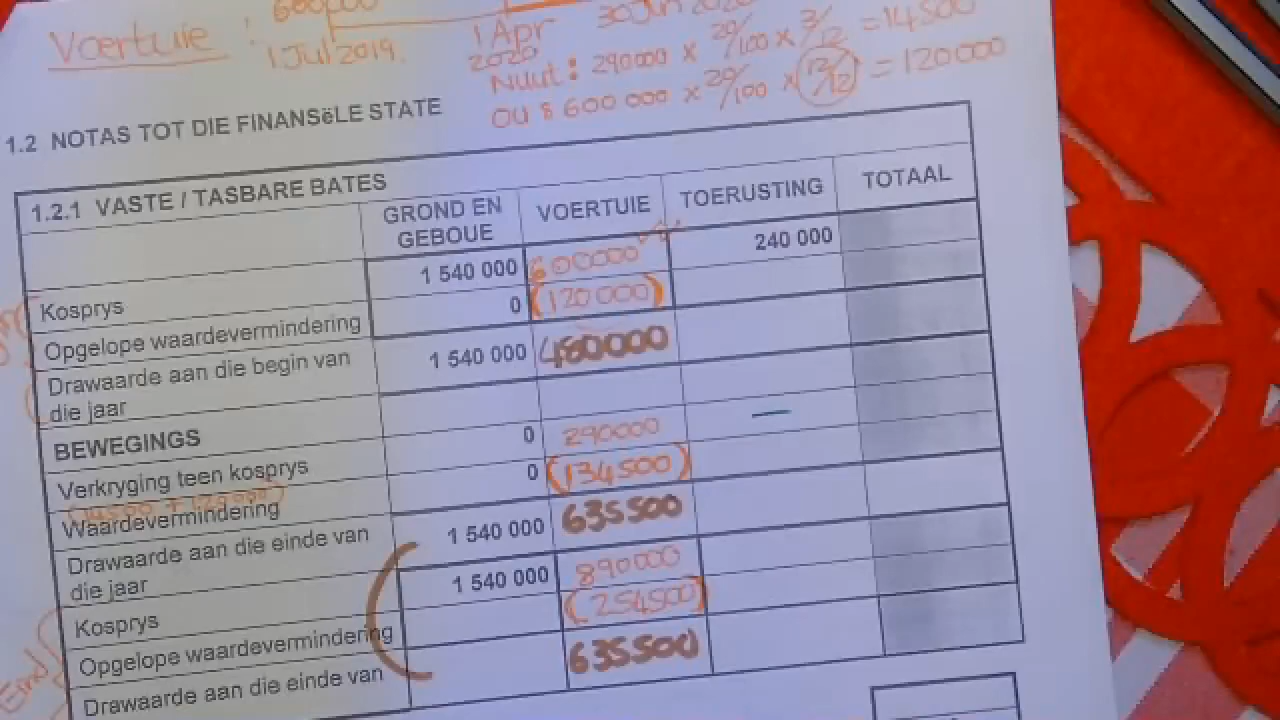 600000
Voertuie :
1 Jul 2019.
1 Apr
2020
Nuut : 290000 x 20/100 x 3/12 = 14500
OU & 600 000 x 20/100 x 12/12 = 120000
1.2 NOTAS TOT DIE FINANSëLE STATE
1.2.1 VASTE / TASBARE BATES
GROND EN GEBOUE VOERTUIE TOERUSTING TOTAAL
Kosprys 1 540 000 600000 240 000
Opgelope waardevermindering 0 (120000)
Drawaarde aan die begin van die jaar 1 540 000 480000
BEWEGINGS
Verkryging teen kosprys 0 290000 —
Waardevermindering 0 (134500)
(14500 + 120000)
Drawaarde aan die einde van die jaar 1 540 000 635500
Kosprys 1 540 000 890000
Opgelope waardevermindering (254500)
Drawaarde aan die einde van 635500
Eind